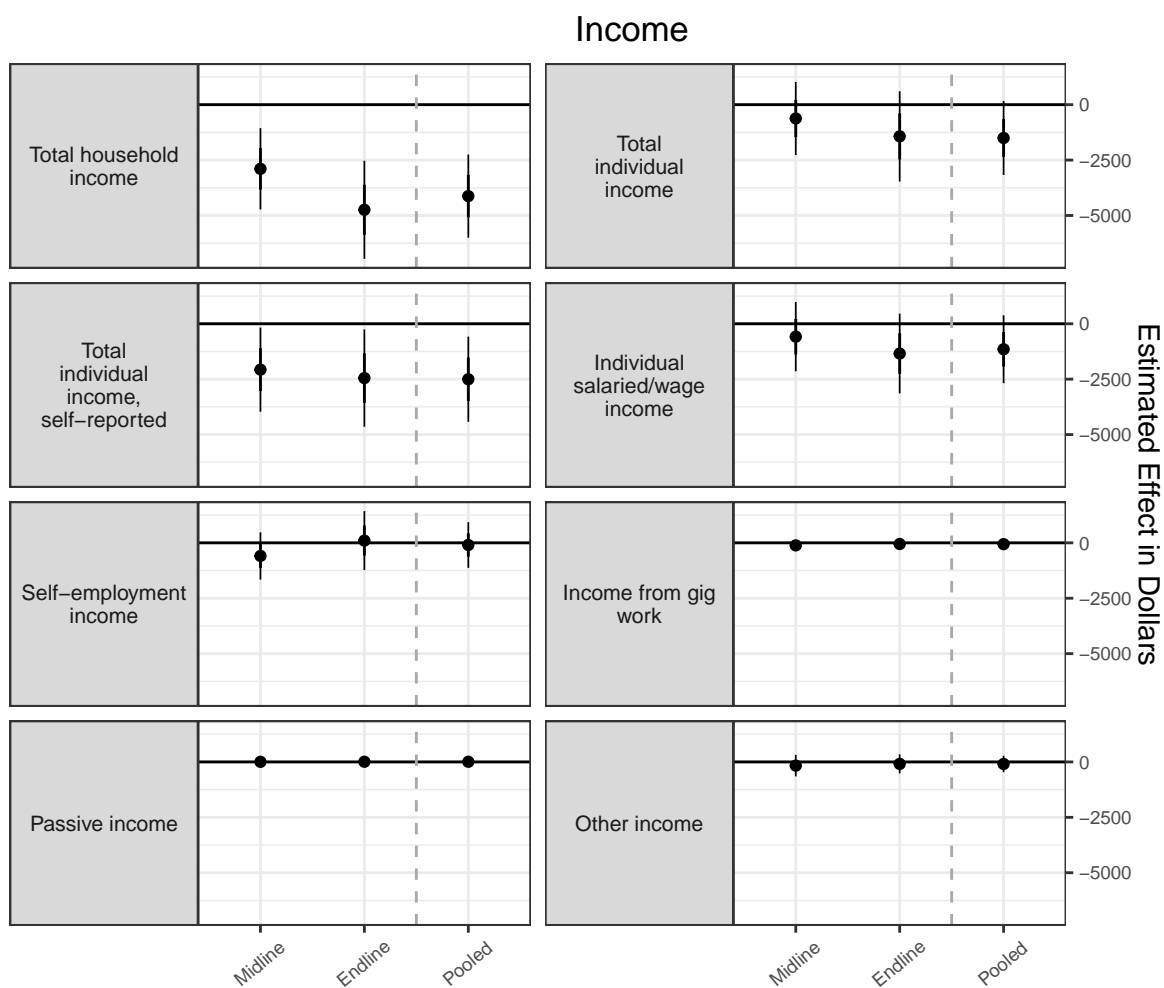 Income
Total household
income
Total
individual
income
0
−2500
−5000
Total
individual
income,
self−reported
Individual
salaried/wage
income
0
−2500
−5000
Self−employment
income
Income from gig
work
0
−2500
−5000
Passive income
Other income
0
−2500
−5000
Estimated Effect in Dollars
Midline
Endline
Pooled
Midline
Endline
Pooled